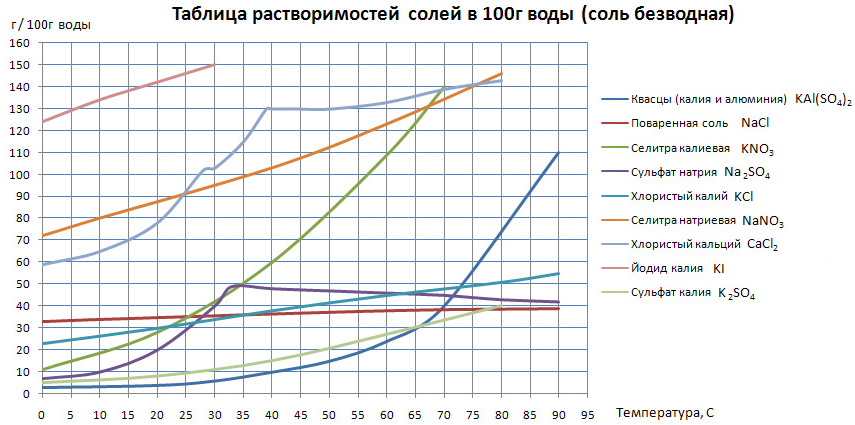 Таблица растворимостей солей в 100г воды (соль безводная)
г/100г воды
160
150
140
130
120
110
100
90
80
70
60
50
40
30
20
10
0
0 5 10 15 20 25 30 35 40 45 50 55 60 65 70 75 80 85 90 95
Температура, С
Квасцы (калия и алюминия) KAl(SO₄)₂
Поваренная соль NaCl
Селитра калиевая KNO₃
Сульфат натрия Na₂SO₄
Хлористый калий KCl
Селитра натриевая NaNO₃
Хлористый кальций CaCl₂
Йодид калия KI
Сульфат калия K₂SO₄